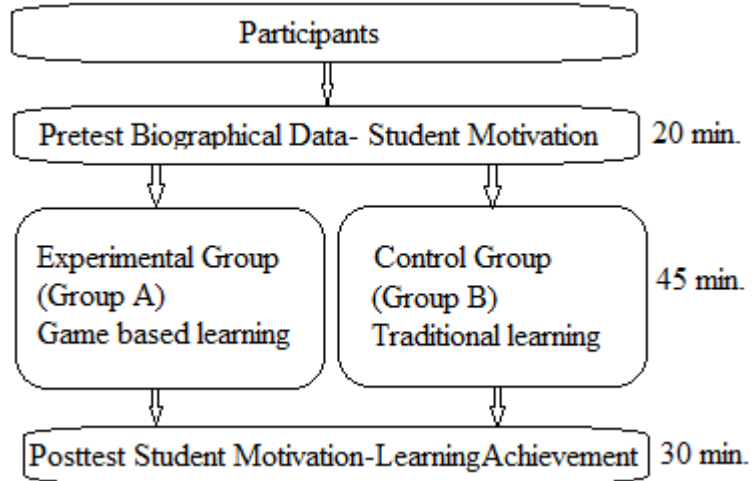 Participants
Pretest Biographical Data- Student Motivation
20 min.
Experimental Group
(Group A)
Game based learning
Control Group
(Group B)
Traditional learning
45 min.
Posttest Student Motivation-LearningAchievement
30 min.